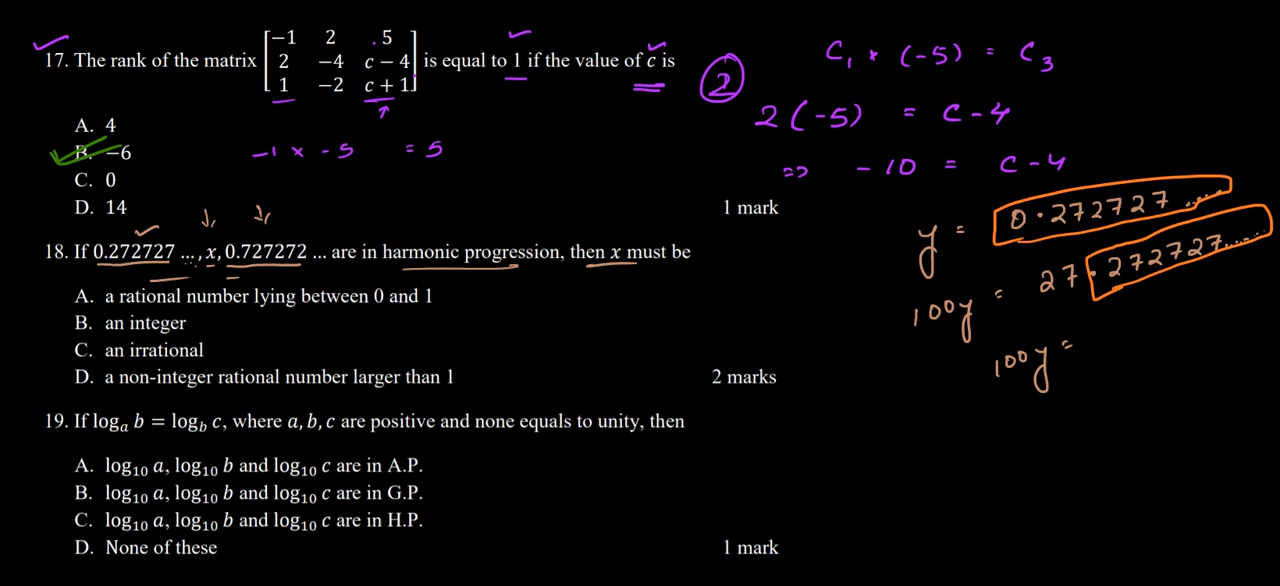 17. The rank of the matrix [−1 2 5; 2 −4 c − 4; 1 −2 c + 1] is equal to 1 if the value of c is
A. 4
B. −6
C. 0
D. 14
1 mark
−1 × −5 = 5
2
C₁ * (−5) = C₃
2(−5) = C − 4
⇒ −10 = C − 4
18. If 0.272727 ..., x, 0.727272 ... are in harmonic progression, then x must be
A. a rational number lying between 0 and 1
B. an integer
C. an irrational
D. a non-integer rational number larger than 1
2 marks
y = 0.272727.....
100y = 27.272727.....
100y =
19. If logₐ b = log_b c, where a, b, c are positive and none equals to unity, then
A. log₁₀ a, log₁₀ b and log₁₀ c are in A.P.
B. log₁₀ a, log₁₀ b and log₁₀ c are in G.P.
C. log₁₀ a, log₁₀ b and log₁₀ c are in H.P.
D. None of these
1 mark